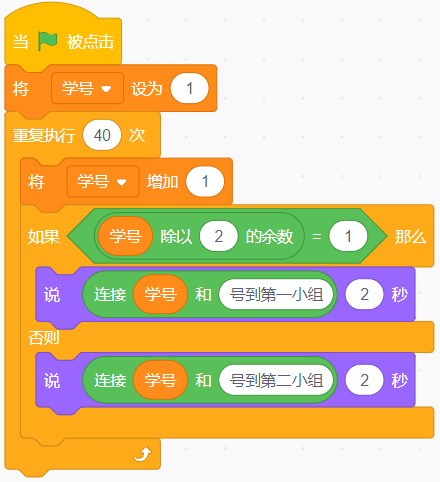 当 被点击
将 学号 设为 1
重复执行 40 次
将 学号 增加 1
如果 学号 除以 2 的余数 = 1 那么
说 连接 学号 和 号到第一小组 2 秒
否则
说 连接 学号 和 号到第二小组 2 秒